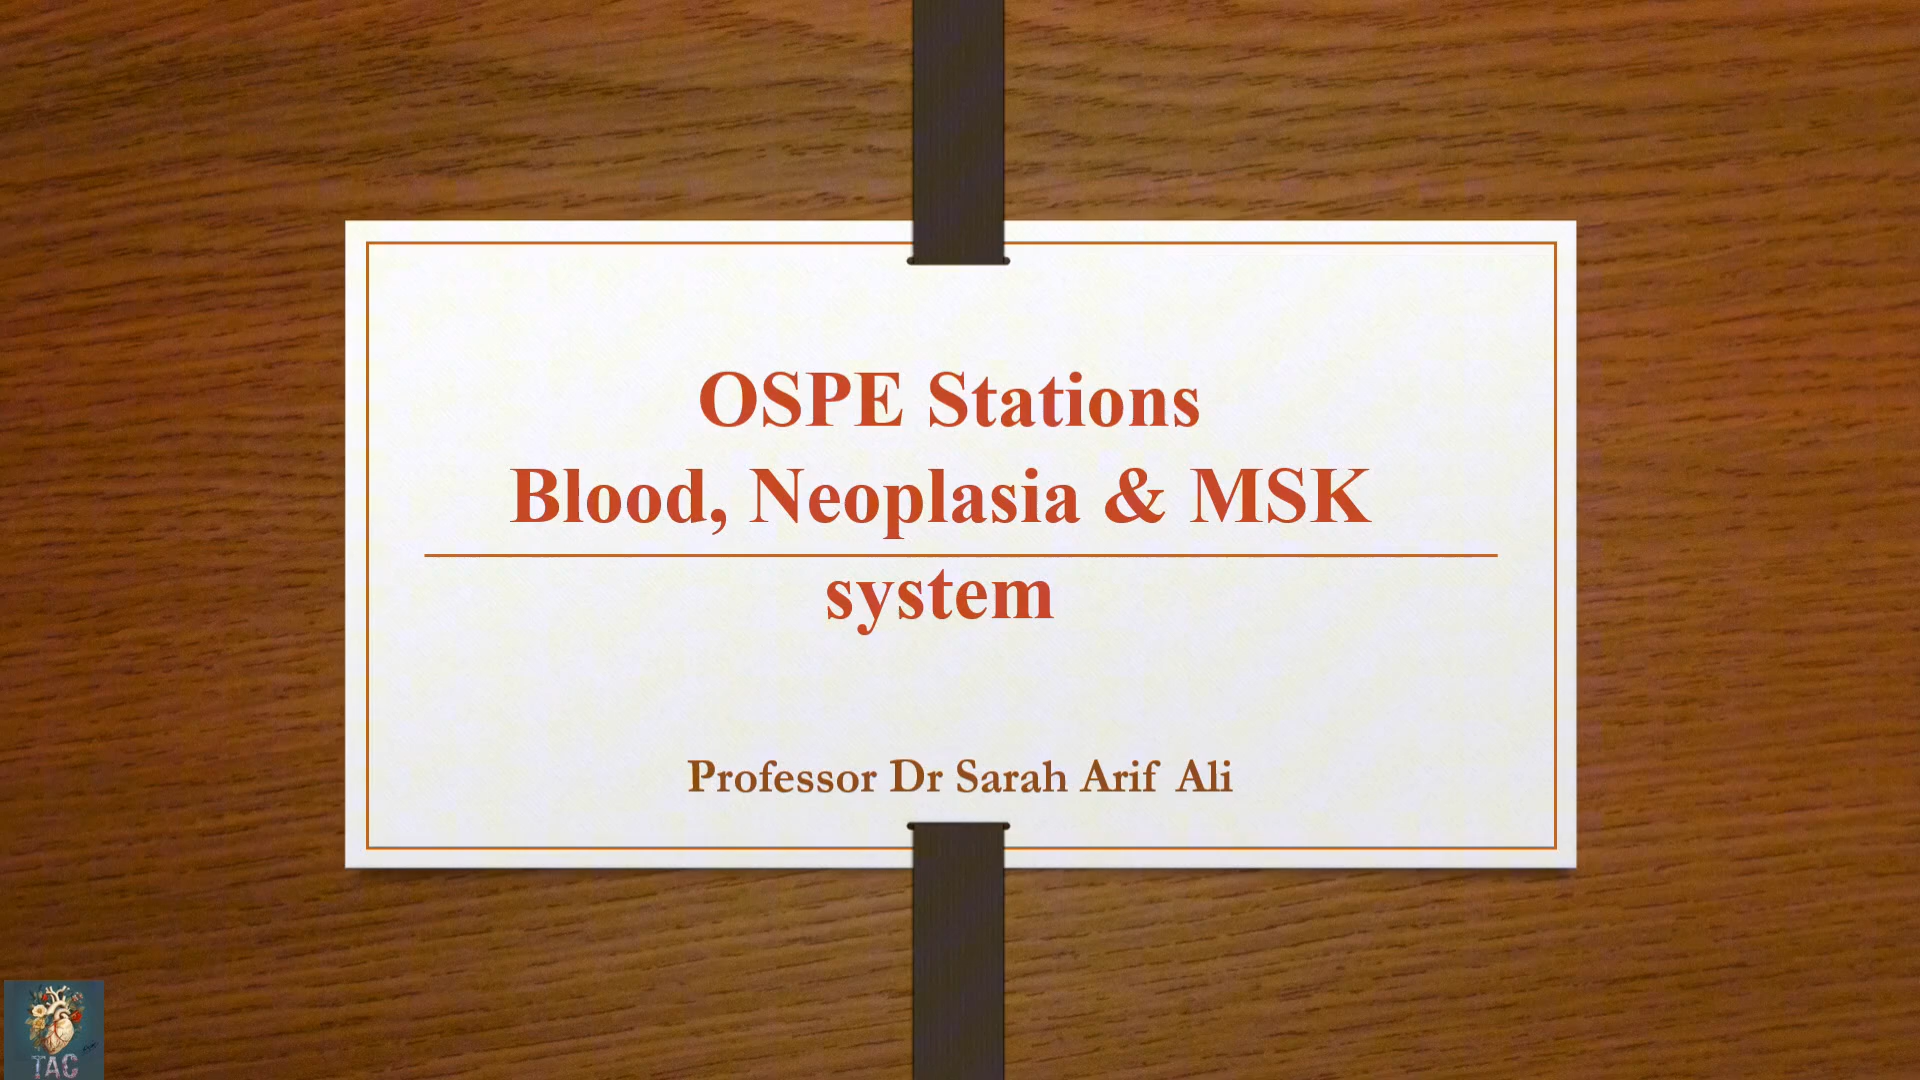 OSPE Stations
Blood, Neoplasia & MSK
system
Professor Dr Sarah Arif Ali
TAC